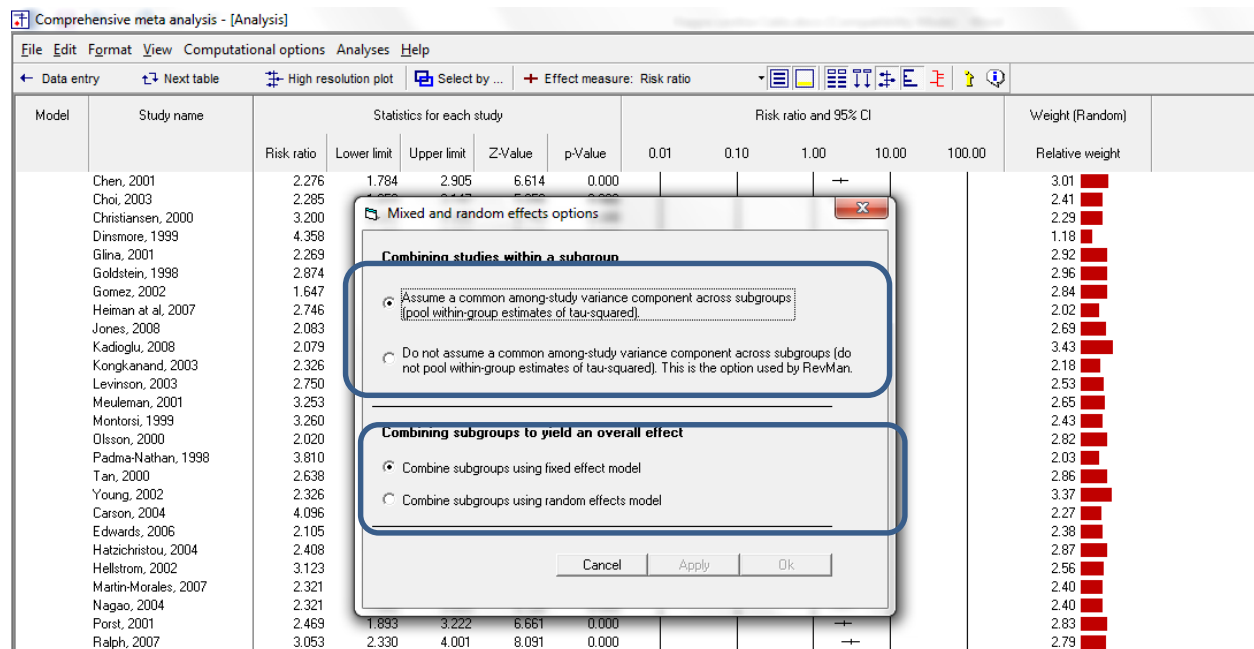 Comprehensive meta analysis - [Analysis]
File Edit Format View Computational options Analyses Help
← Data entry Next table High resolution plot Select by ... Effect measure: Risk ratio
Model Study name Statistics for each study Risk ratio and 95% CI Weight (Random)
Risk ratio Lower limit Upper limit Z-Value p-Value 0.01 0.10 1.00 10.00 100.00 Relative weight
Chen, 2001 2.276 1.784 2.905 6.614 0.000 3.01
Choi, 2003 2.285 2.41
Christiansen, 2000 3.200 2.29
Dinsmore, 1999 4.358 1.18
Glina, 2001 2.269 2.92
Goldstein, 1998 2.874 2.96
Gomez, 2002 1.647 2.84
Heiman at al, 2007 2.746 2.02
Jones, 2008 2.083 2.69
Kadioglu, 2008 2.079 3.43
Kongkanand, 2003 2.326 2.18
Levinson, 2003 2.750 2.53
Meuleman, 2001 3.253 2.65
Montorsi, 1999 3.260 2.43
Olsson, 2000 2.020 2.82
Padma-Nathan, 1998 3.810 2.03
Tan, 2000 2.638 2.86
Young, 2002 2.326 3.37
Carson, 2004 4.096 2.27
Edwards, 2006 2.105 2.38
Hatzichristou, 2004 2.408 2.87
Hellstrom, 2002 3.123 2.56
Martin-Morales, 2007 2.321 2.40
Nagao, 2004 2.321 2.40
Porst, 2001 2.469 1.893 3.222 6.661 0.000 2.83
Ralph, 2007 3.053 2.330 4.001 8.091 0.000 2.79
Mixed and random effects options
Combining studies within a subgroup
Assume a common among-study variance component across subgroups
(pool within-group estimates of tau-squared).
Do not assume a common among-study variance component across subgroups (do
not pool within-group estimates of tau-squared). This is the option used by RevMan.
Combining subgroups to yield an overall effect
Combine subgroups using fixed effect model
Combine subgroups using random effects model
Cancel Apply Ok